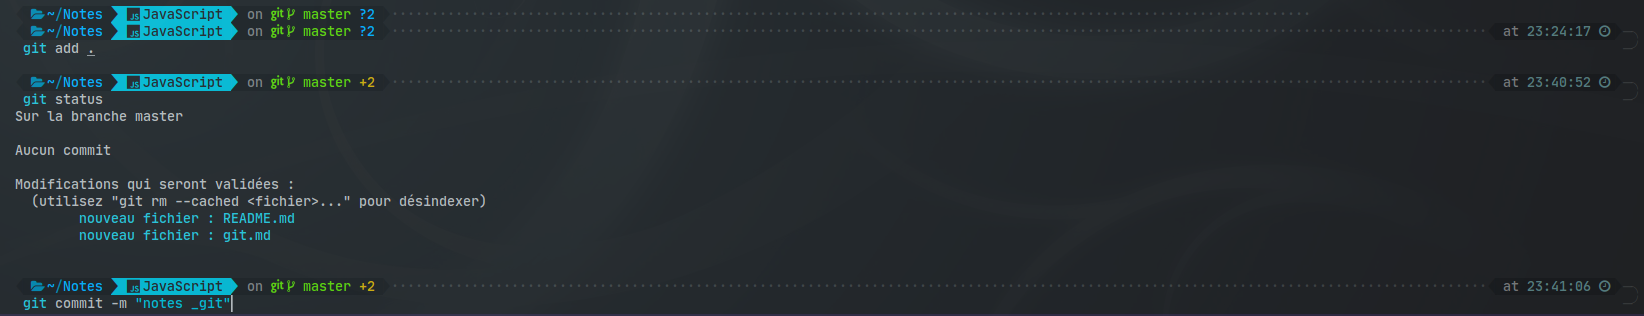 ~/Notes JS JavaScript on git master ?2
~/Notes JS JavaScript on git master ?2 at 23:24:17
git add .
~/Notes JS JavaScript on git master +2 at 23:40:52
git status
Sur la branche master
Aucun commit
Modifications qui seront validées :
(utilisez "git rm --cached <fichier>..." pour désindexer)
nouveau fichier : README.md
nouveau fichier : git.md
~/Notes JS JavaScript on git master +2 at 23:41:06
git commit -m "notes _git"